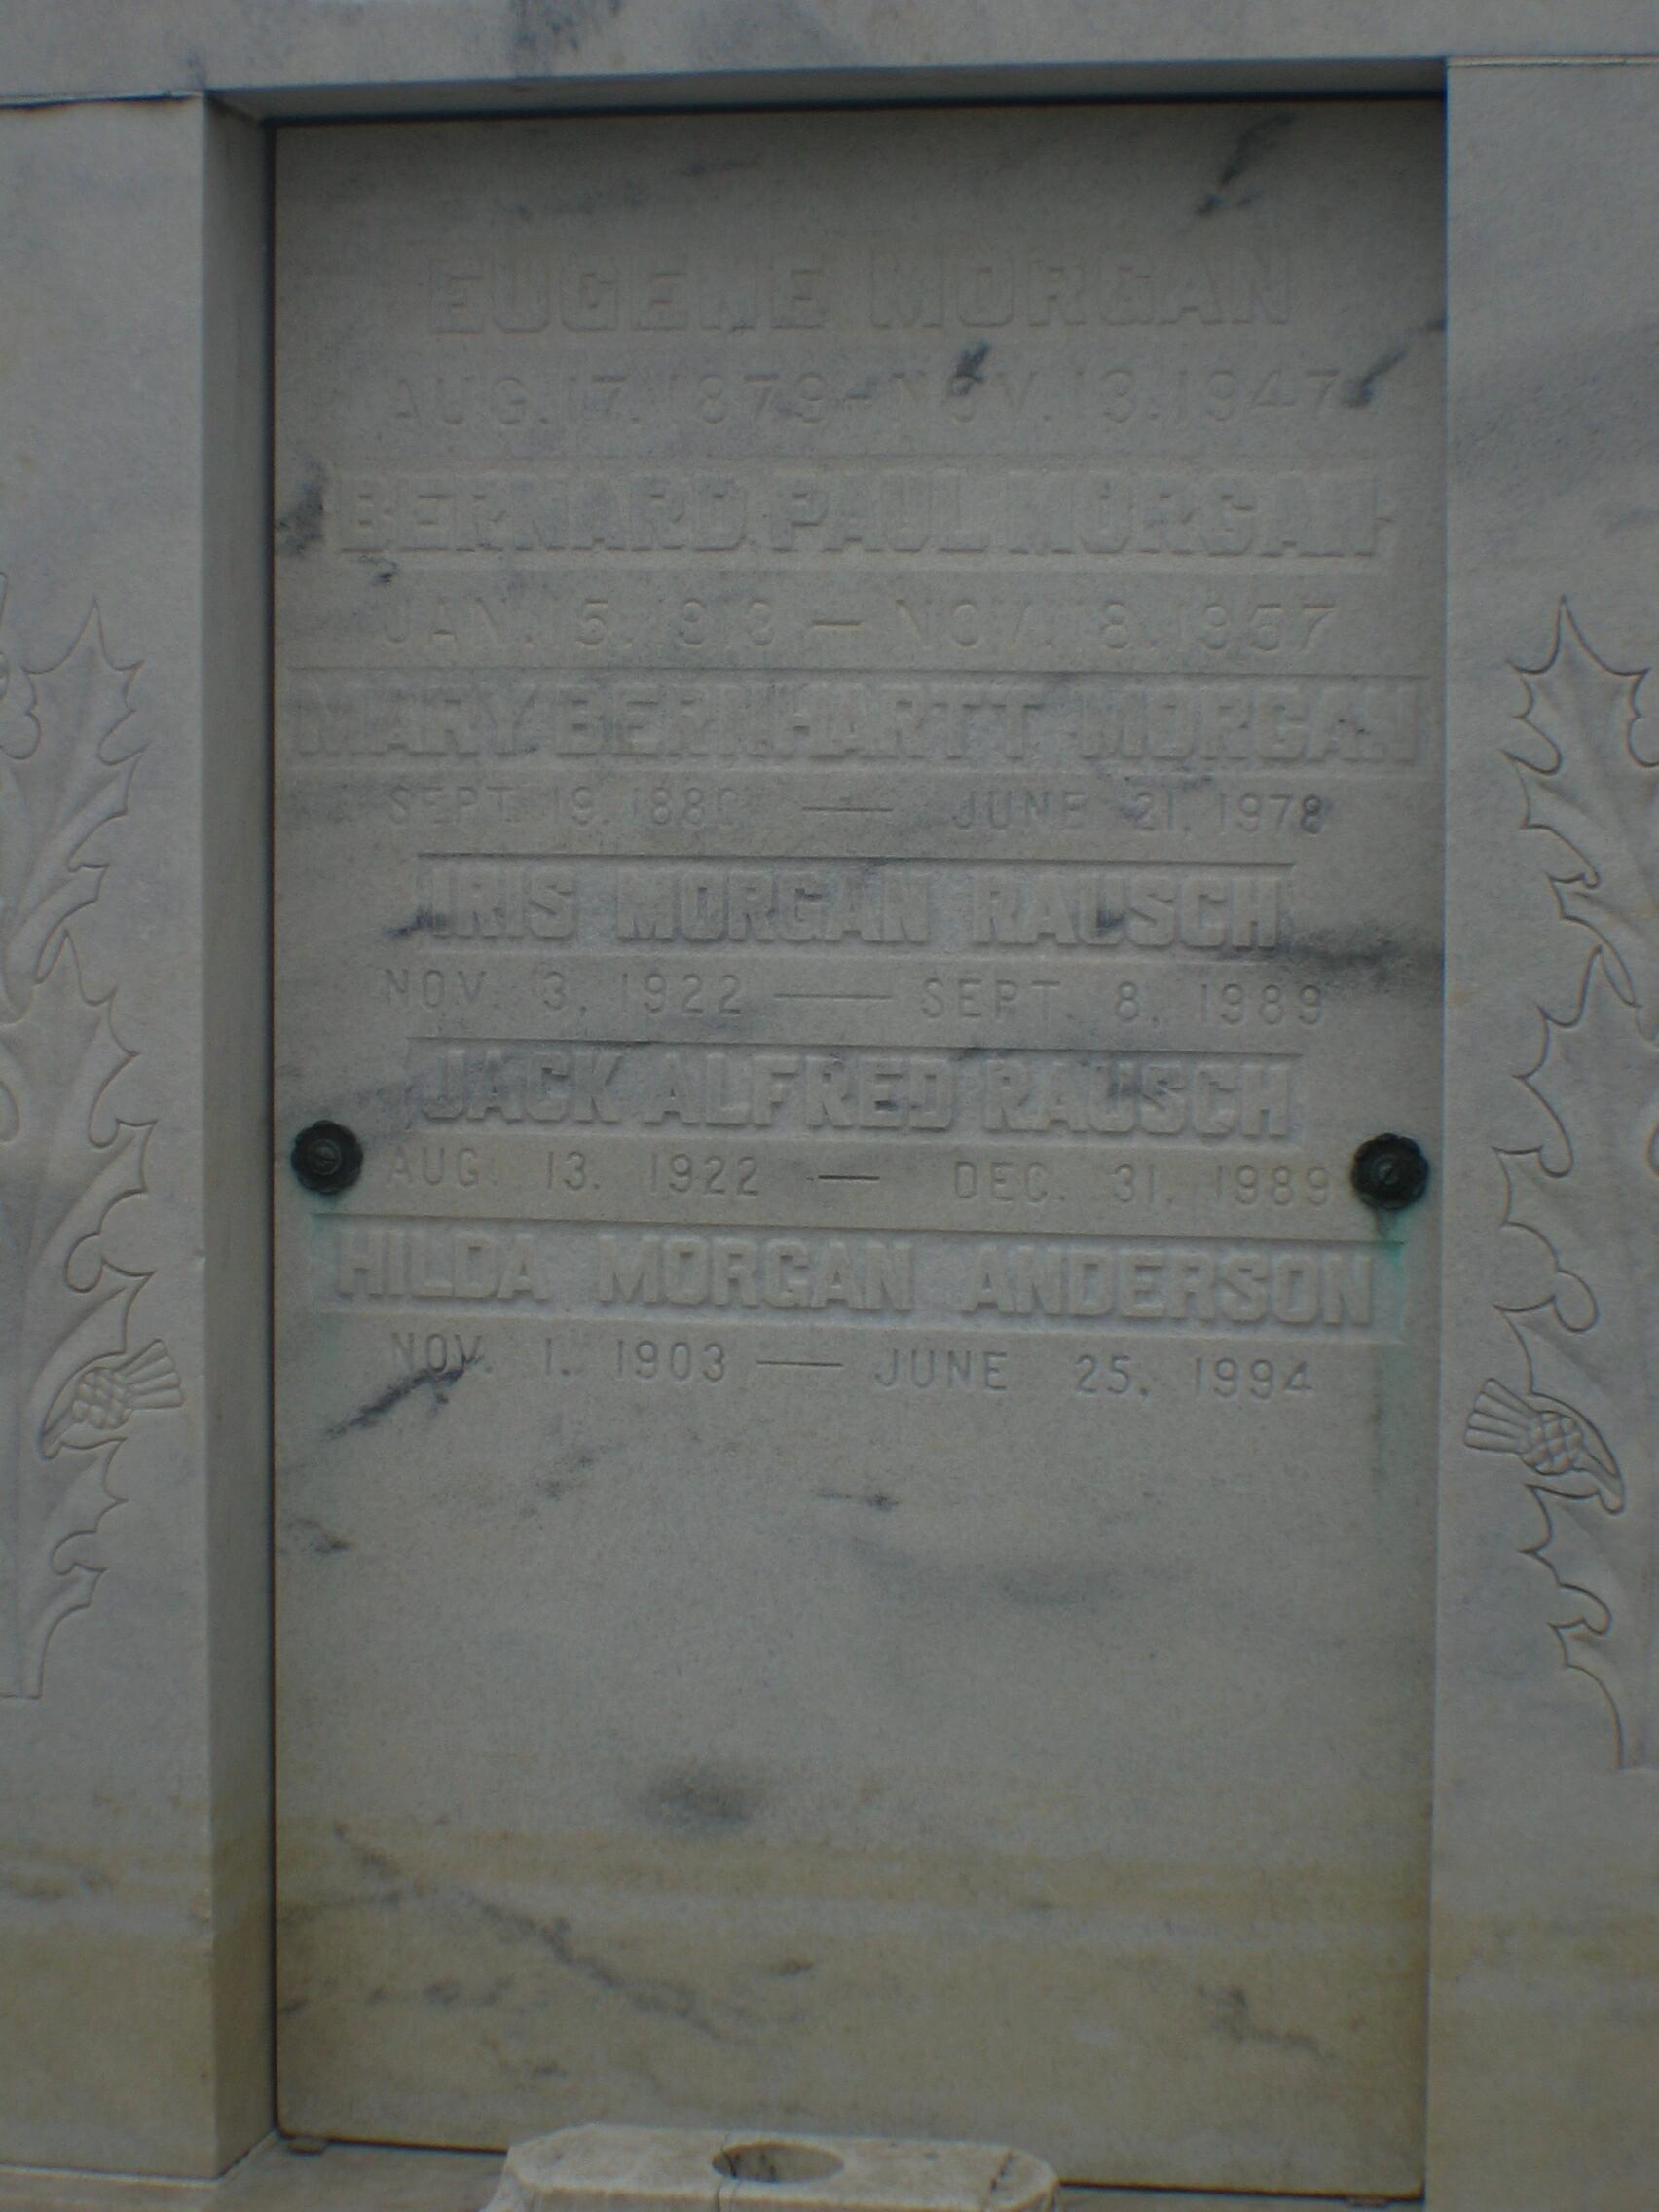 EUGENE MORGAN
AUG. 17. 1879 - NOV. 13. 1947
BERNARD PAUL MORGAN
JAN. 15. 1913 — NOV. 18. 1957
MARY BERNHARTT MORGAN
SEPT. 19. 1880 — JUNE 21, 1978
IRIS MORGAN RAUSCH
NOV. 3, 1922 — SEPT. 8, 1989
JACK ALFRED RAUSCH
AUG. 13. 1922 — DEC. 31, 1989
HILDA MORGAN ANDERSON
NOV. 1. 1903 — JUNE 25, 1994